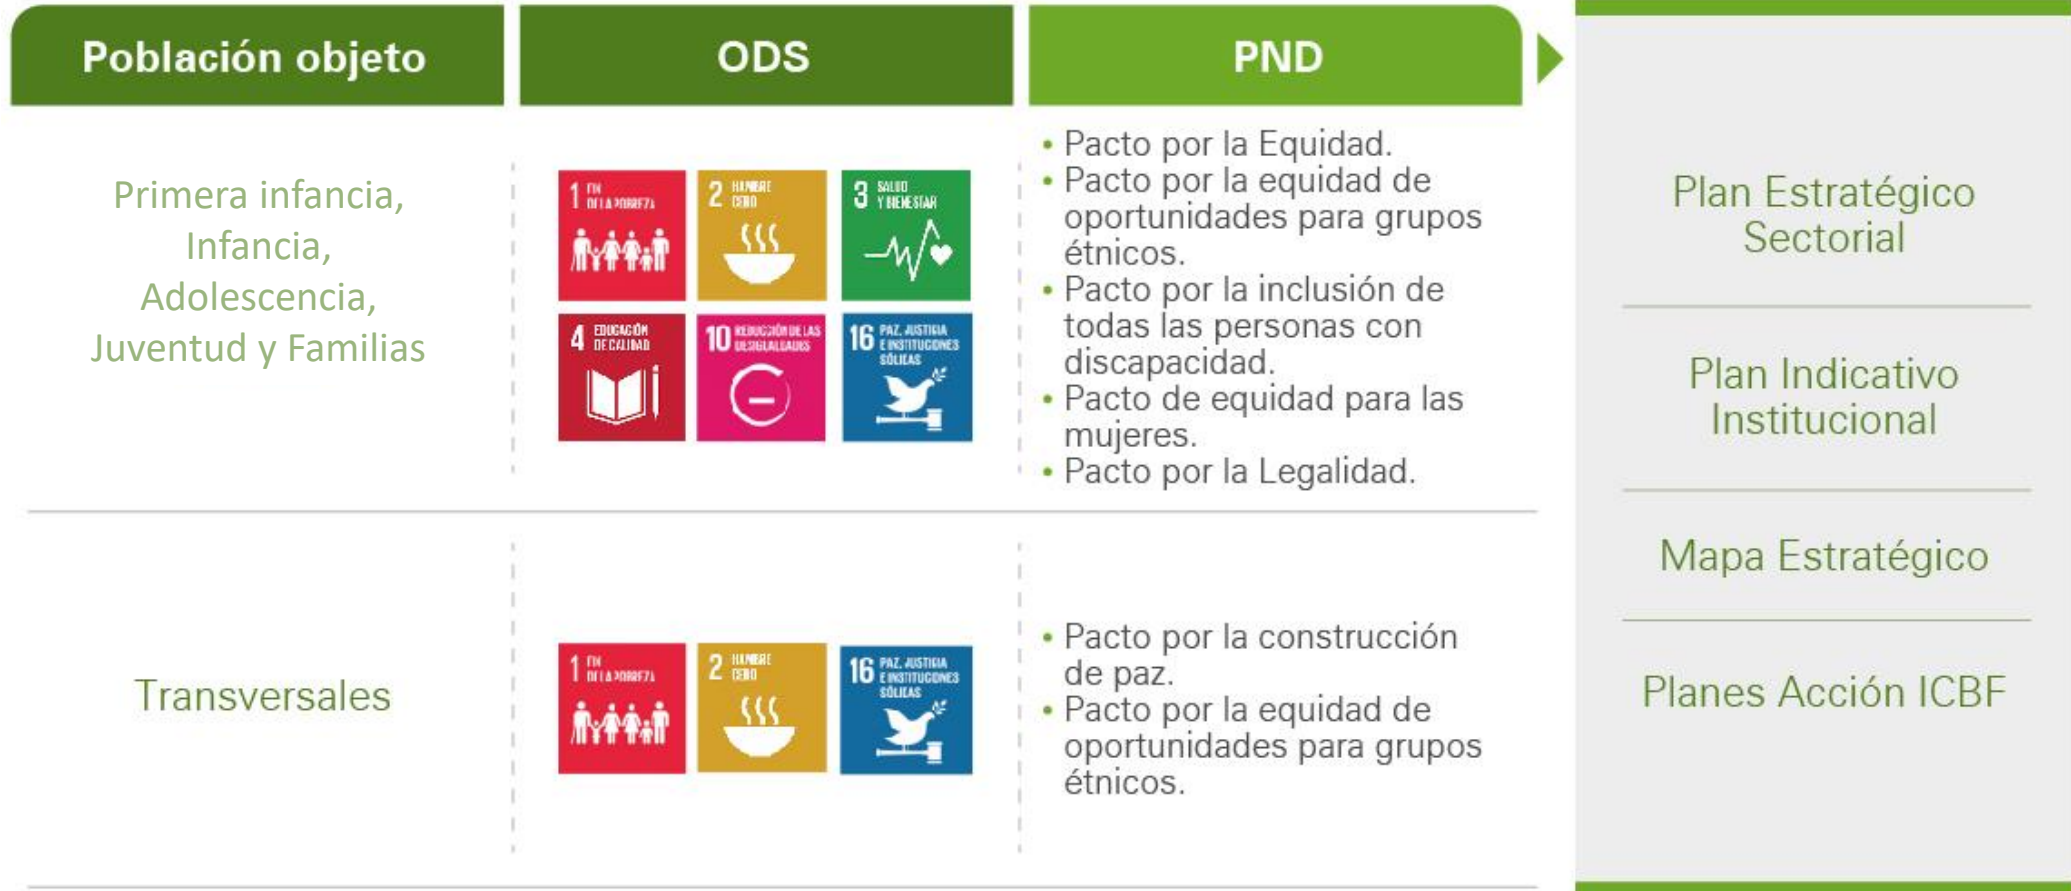 Población objeto
ODS
PND
Primera infancia,
Infancia,
Adolescencia,
Juventud y Familias
1 FIN
DE LA POBREZA
2 HAMBRE
CERO
3 SALUD
Y BIENESTAR
4 EDUCACIÓN
DE CALIDAD
10 REDUCCIÓN DE LAS
DESIGUALDADES
16 PAZ, JUSTICIA
E INSTITUCIONES
SÓLIDAS
• Pacto por la Equidad.
• Pacto por la equidad de
oportunidades para grupos
étnicos.
• Pacto por la inclusión de
todas las personas con
discapacidad.
• Pacto de equidad para las
mujeres.
• Pacto por la Legalidad.
Transversales
1 FIN
DE LA POBREZA
2 HAMBRE
CERO
16 PAZ, JUSTICIA
E INSTITUCIONES
SÓLIDAS
• Pacto por la construcción
de paz.
• Pacto por la equidad de
oportunidades para grupos
étnicos.
Plan Estratégico
Sectorial
Plan Indicativo
Institucional
Mapa Estratégico
Planes Acción ICBF